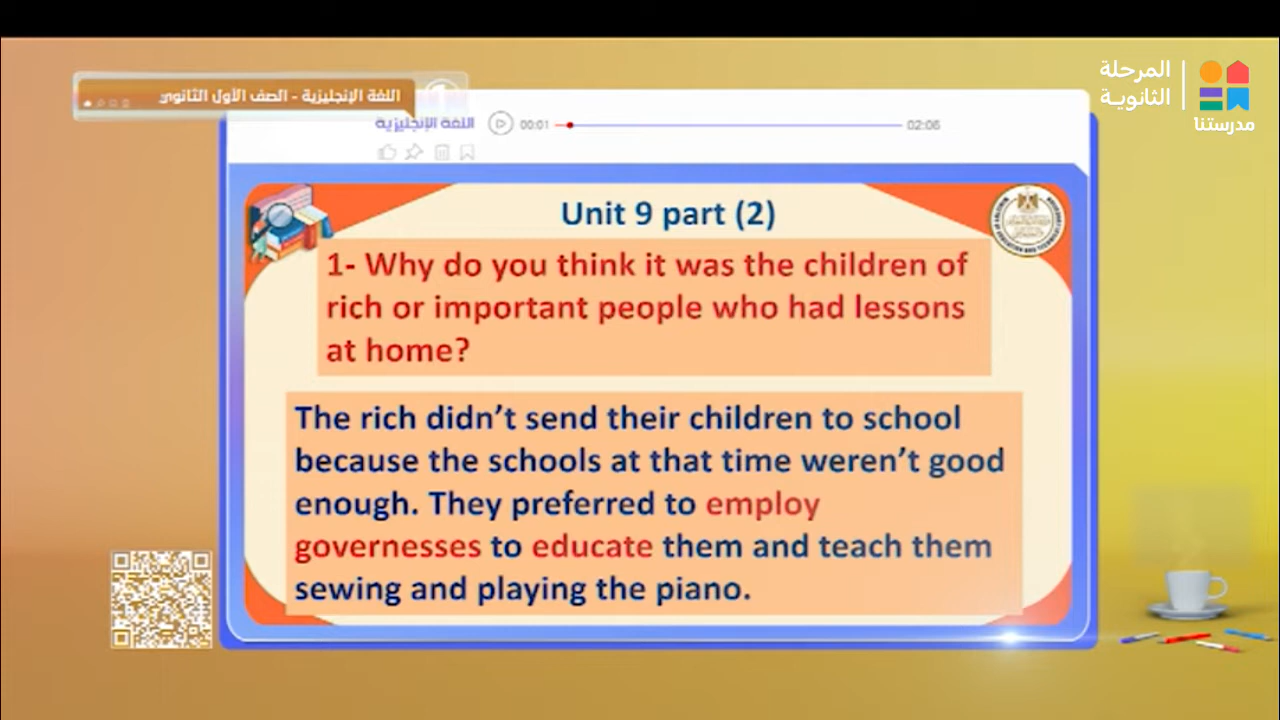 المرحلة
الثانوية
مدرستنا
اللغة الإنجليزية - الصف الأول الثانوي
اللغة الإنجليزية
00:01
02:06
Unit 9 part (2)
1- Why do you think it was the children of
rich or important people who had lessons
at home?
The rich didn't send their children to school
because the schools at that time weren't good
enough. They preferred to employ
governesses to educate them and teach them
sewing and playing the piano.